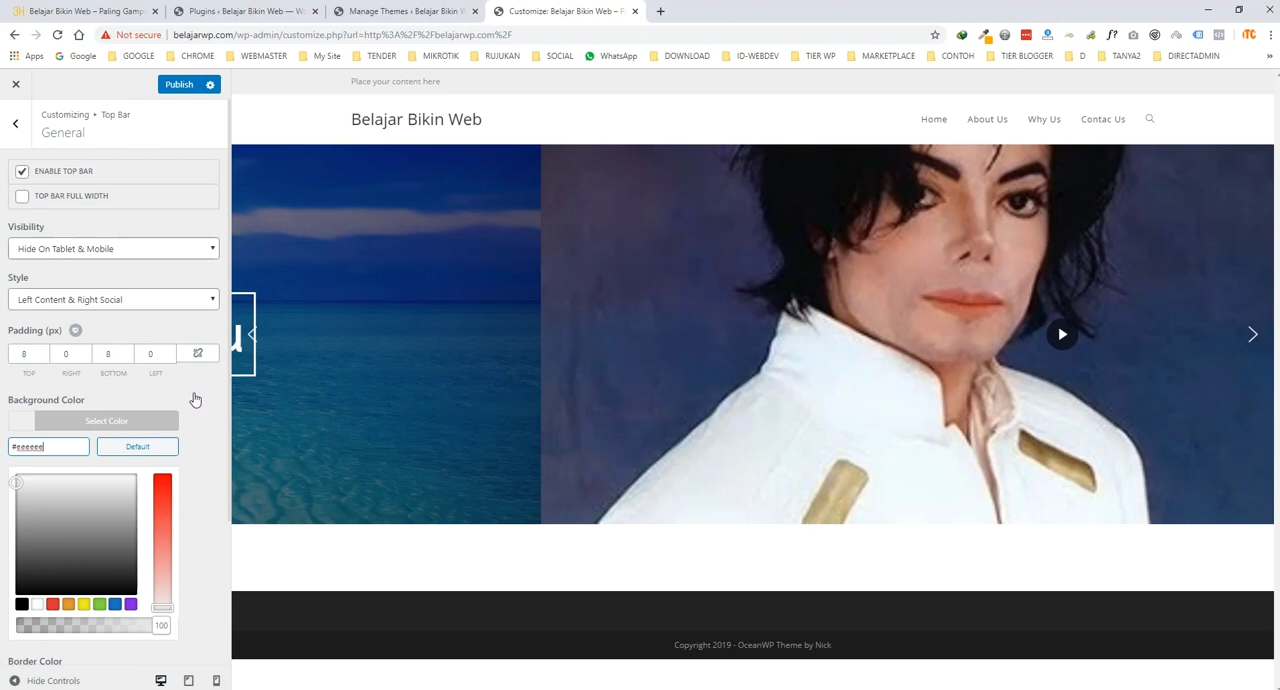 Belajar Bikin Web – Paling Gamp
Plugins ‹ Belajar Bikin Web — Wo
Manage Themes ‹ Belajar Bikin W
Customize: Belajar Bikin Web – P
Not secure | belajarwp.com/wp-admin/customize.php?url=http%3A%2F%2Fbelajarwp.com%2F
Apps Google GOOGLE CHROME WEBMASTER My Site TENDER MIKROTIK RUJUKAN SOCIAL WhatsApp DOWNLOAD ID-WEBDEV TIER WP MARKETPLACE CONTOH TIER BLOGGER D TANYA2 DIRECTADMIN »
Publish
Customizing ▸ Top Bar
General
ENABLE TOP BAR
TOP BAR FULL WIDTH
Visibility
Hide On Tablet & Mobile
Style
Left Content & Right Social
Padding (px)
8 0 8 0
TOP RIGHT BOTTOM LEFT
Background Color
Select Color
#eeeeee Default
100
Border Color
Hide Controls
Place your content here
Belajar Bikin Web
Home About Us Why Us Contac Us
u
Copyright 2019 - OceanWP Theme by Nick